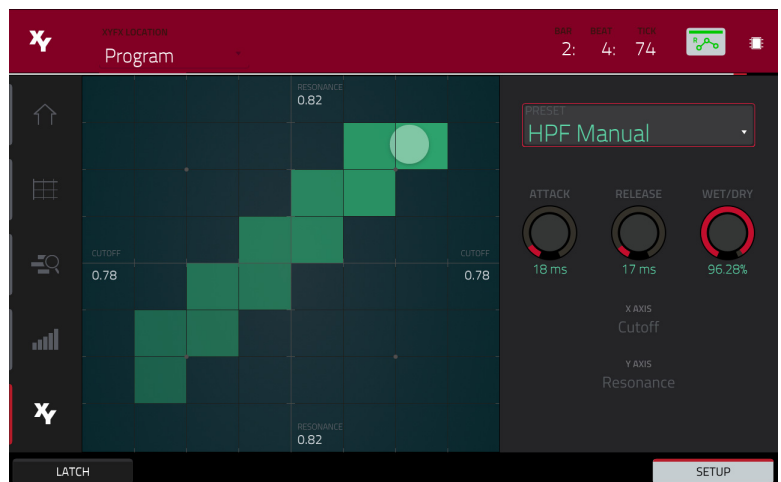 XY
XYFX LOCATION
Program
BAR BEAT TICK
2: 4: 74
R
RESONANCE
0.82
CUTOFF
0.78
CUTOFF
0.78
RESONANCE
0.82
PRESET
HPF Manual
ATTACK RELEASE WET/DRY
18 ms 17 ms 96.28%
X AXIS
Cutoff
Y AXIS
Resonance
XY
LATCH
SETUP